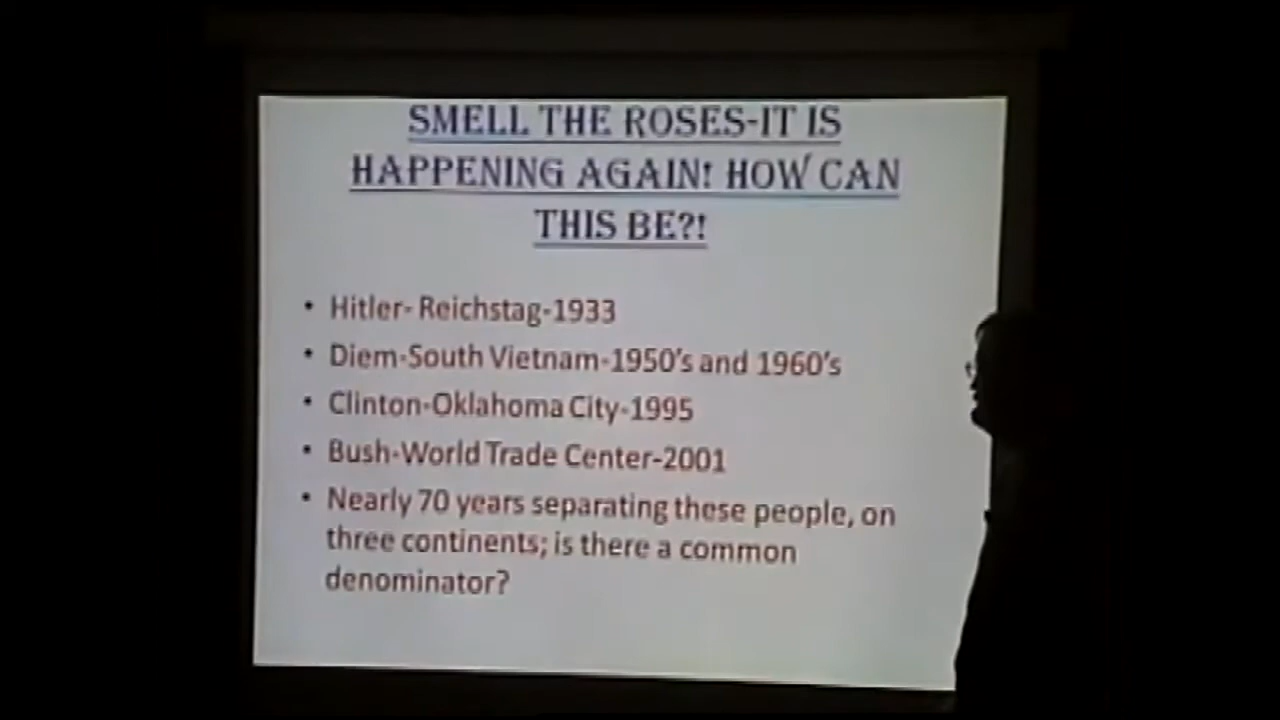 SMELL THE ROSES-IT IS
HAPPENING AGAIN! HOW CAN
THIS BE?!
• Hitler- Reichstag-1933
• Diem-South Vietnam-1950's and 1960's
• Clinton-Oklahoma City-1995
• Bush-World Trade Center-2001
• Nearly 70 years separating these people, on
three continents; is there a common
denominator?